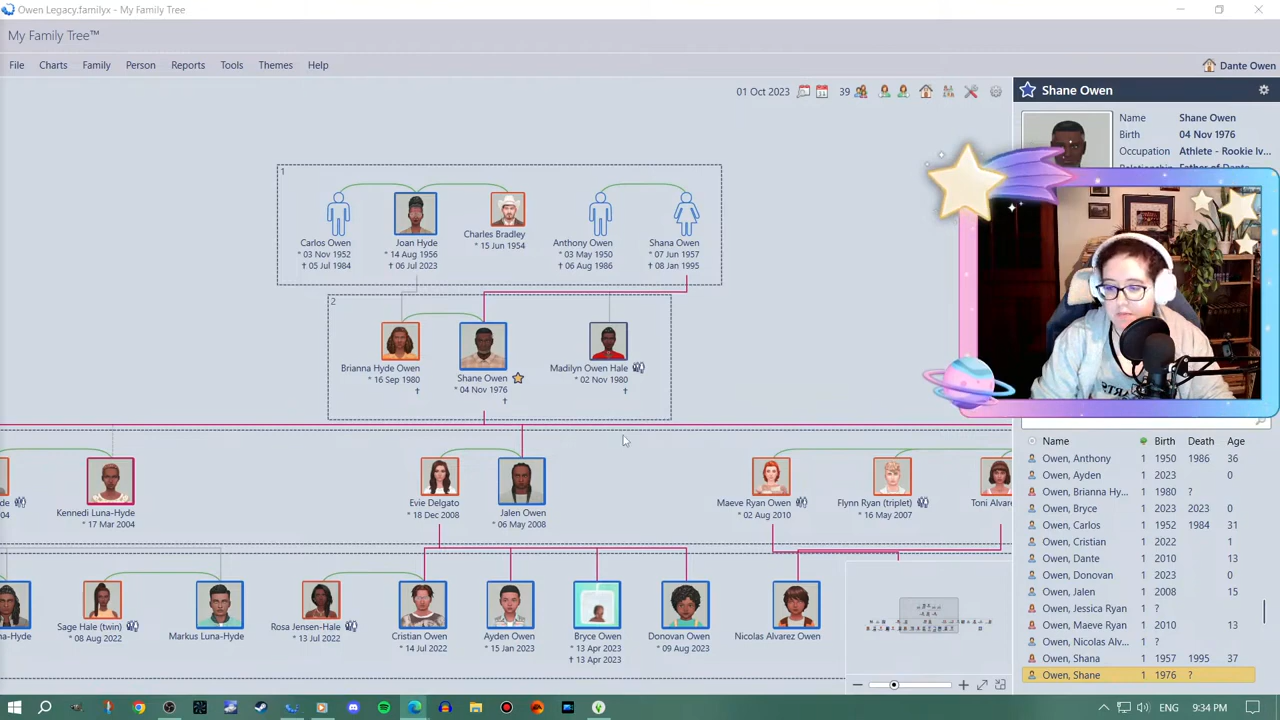 Owen Legacy.familyx - My Family Tree
My Family Tree™
File Charts Family Person Reports Tools Themes Help
Dante Owen
01 Oct 2023
39
Shane Owen
Name Shane Owen
Birth 04 Nov 1976
Occupation Athlete - Rookie lv...
1
Carlos Owen
* 03 Nov 1952
† 05 Jul 1984
Joan Hyde
* 14 Aug 1956
† 06 Jul 2023
Charles Bradley
* 15 Jun 1954
Anthony Owen
* 03 May 1950
† 06 Aug 1986
Shana Owen
* 07 Jun 1957
† 08 Jan 1995
2
Brianna Hyde Owen
* 16 Sep 1980
†
Shane Owen
* 04 Nov 1976
†
Madilyn Owen Hale
* 02 Nov 1980
†
Kennedi Luna-Hyde
* 17 Mar 2004
Evie Delgato
* 18 Dec 2008
Jalen Owen
* 06 May 2008
Maeve Ryan Owen
* 02 Aug 2010
Flynn Ryan (triplet)
* 16 May 2007
Toni Alvare
Sage Hale (twin)
* 08 Aug 2022
Markus Luna-Hyde
Rosa Jensen-Hale
* 13 Jul 2022
Cristian Owen
* 14 Jul 2022
Ayden Owen
* 15 Jan 2023
Bryce Owen
* 13 Apr 2023
† 13 Apr 2023
Donovan Owen
* 09 Aug 2023
Nicolas Alvarez Owen
Name Birth Death Age
Owen, Anthony 1 1950 1986 36
Owen, Ayden 1 2023 0
Owen, Brianna Hy... 1 1980 ?
Owen, Bryce 1 2023 2023 0
Owen, Carlos 1 1952 1984 31
Owen, Cristian 1 2022 1
Owen, Dante 1 2010 13
Owen, Donovan 1 2023 0
Owen, Jalen 1 2008 15
Owen, Jessica Ryan 1 ?
Owen, Maeve Ryan 1 2010 13
Owen, Nicolas Alv... 1 ?
Owen, Shana 1 1957 1995 37
Owen, Shane 1 1976 ?
ENG 9:34 PM